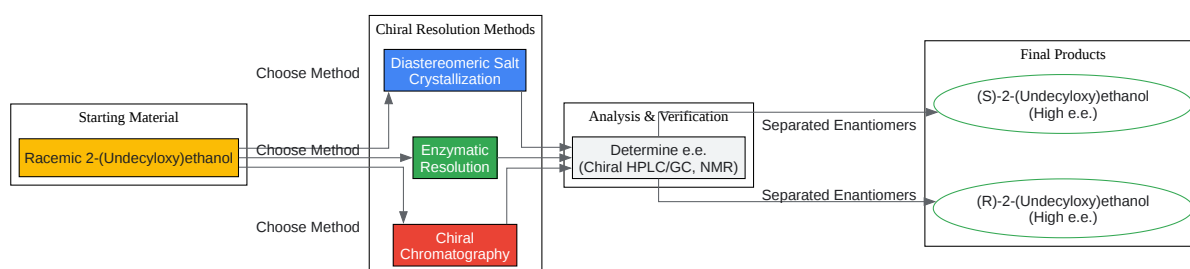 Chiral Resolution Methods
Diastereomeric Salt
Crystallization
Choose Method
Starting Material
Racemic 2-(Undecyloxy)ethanol
Choose Method
Enzymatic
Resolution
Choose Method
Chiral
Chromatography
Analysis & Verification
Determine e.e.
(Chiral HPLC/GC, NMR)
Separated Enantiomers
Separated Enantiomers
Final Products
(S)-2-(Undecyloxy)ethanol
(High e.e.)
(R)-2-(Undecyloxy)ethanol
(High e.e.)